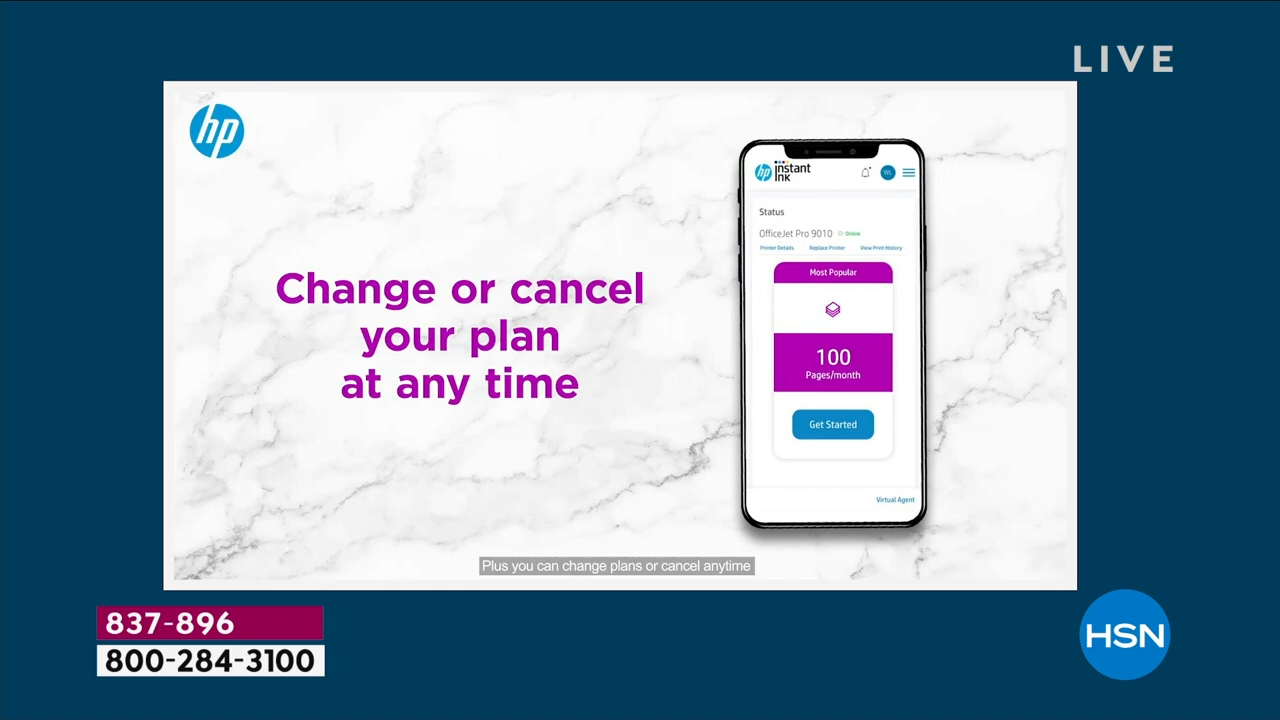 LIVE
hp
Change or cancel
your plan
at any time
hp instant ink
WL
Status
OfficeJet Pro 9010 Online
Printer Details Replace Printer View Print History
Most Popular
100
Pages/month
Get Started
Virtual Agent
Plus you can change plans or cancel anytime
837-896
800-284-3100
HSN